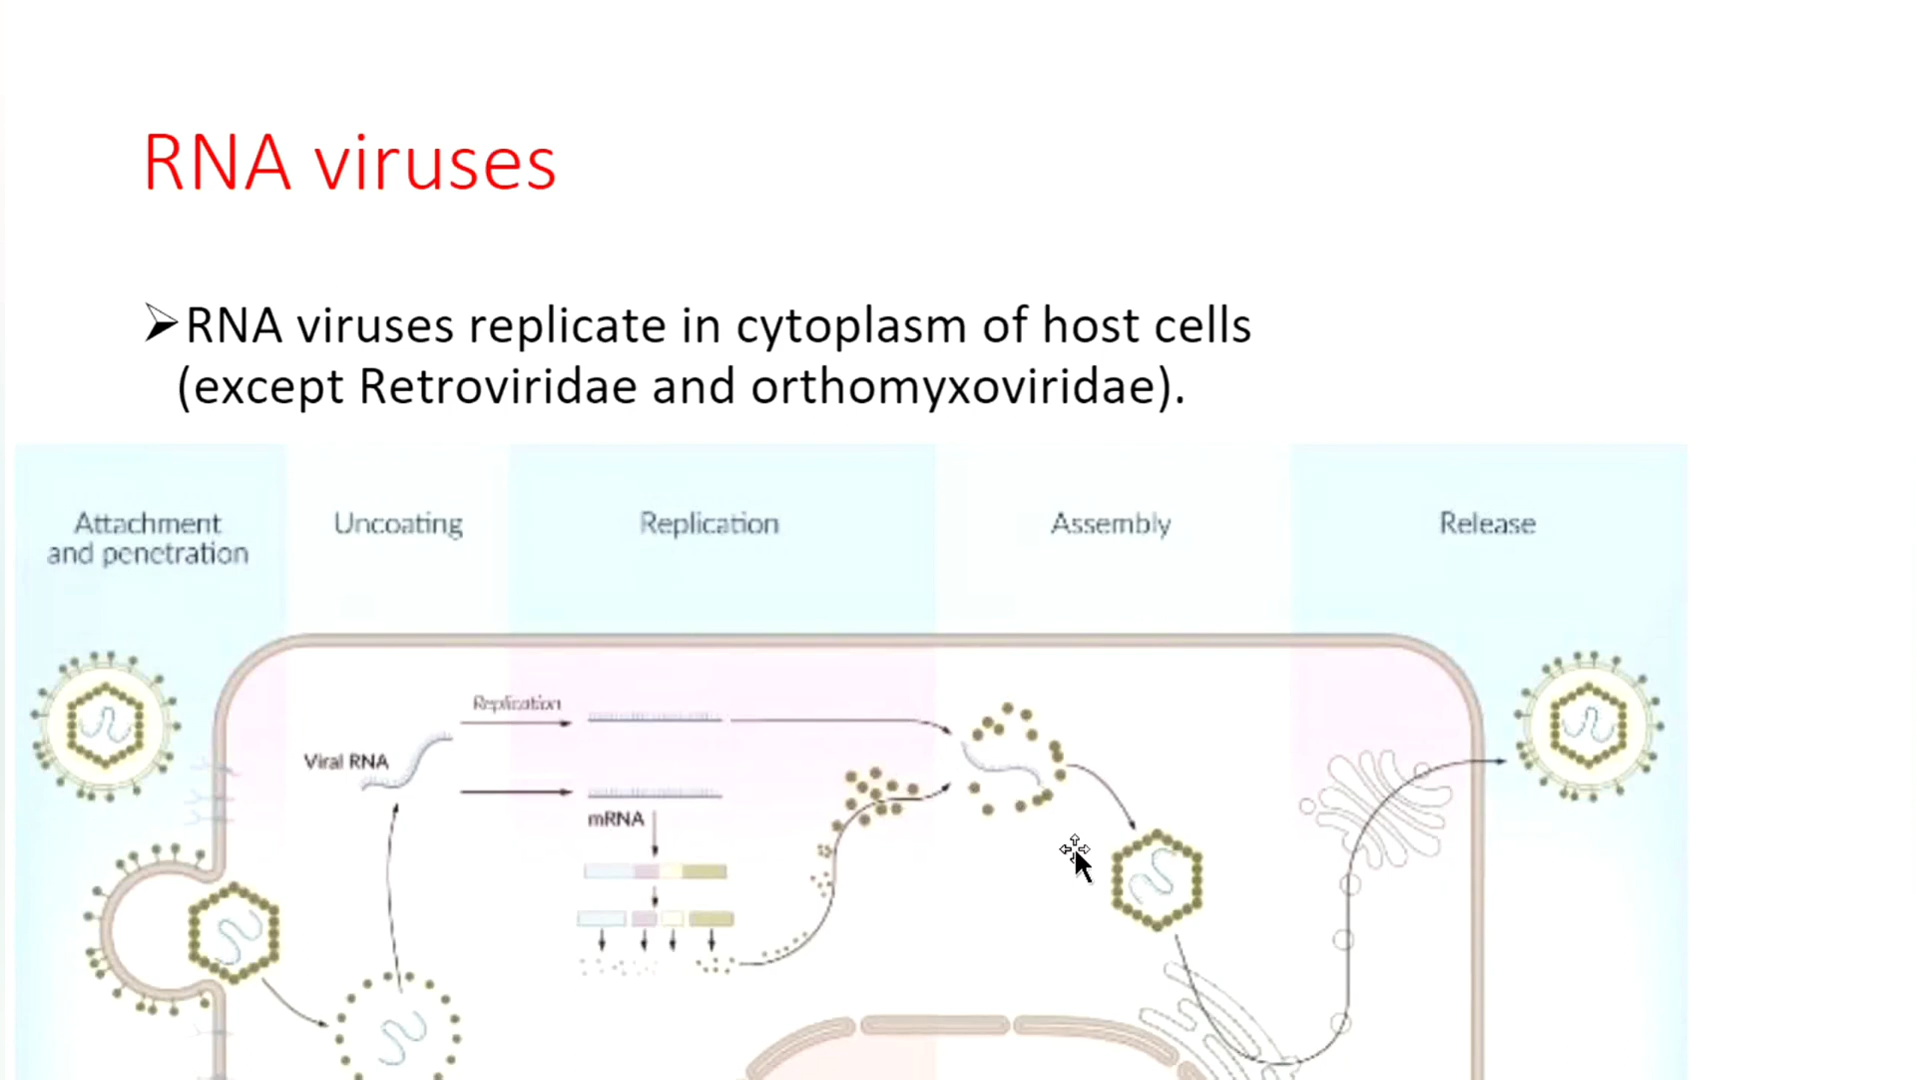 RNA viruses
➢RNA viruses replicate in cytoplasm of host cells
(except Retroviridae and orthomyxoviridae).
Attachment
and penetration
Uncoating
Replication
Assembly
Release
Replication
Viral RNA
mRNA